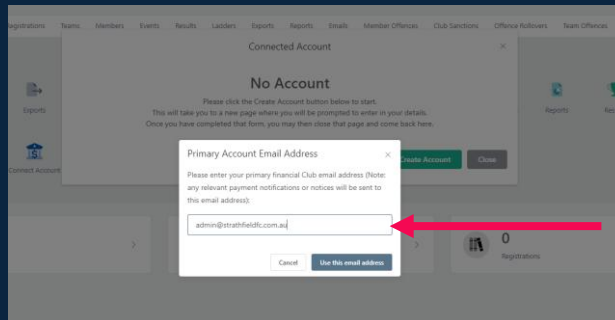 Registrations Teams Members Events Results Ladders Exports Reports Emails Member Offences Club Sanctions Offence Rollovers Team Offences
Connected Account ×
No Account
Please click the Create Account button below to start.
This will take you to a new page where you will be prompted to enter in your details.
Once you have completed that form, you may then close that page and come back here.
Exports
Reports
Connect Account
Create Account Close
Primary Account Email Address ×
Please enter your primary financial Club email address (Note:
any relevant payment notifications or notices will be sent to
this email address):
admin@strathfieldfc.com.au
Cancel Use this email address
0
Registrations